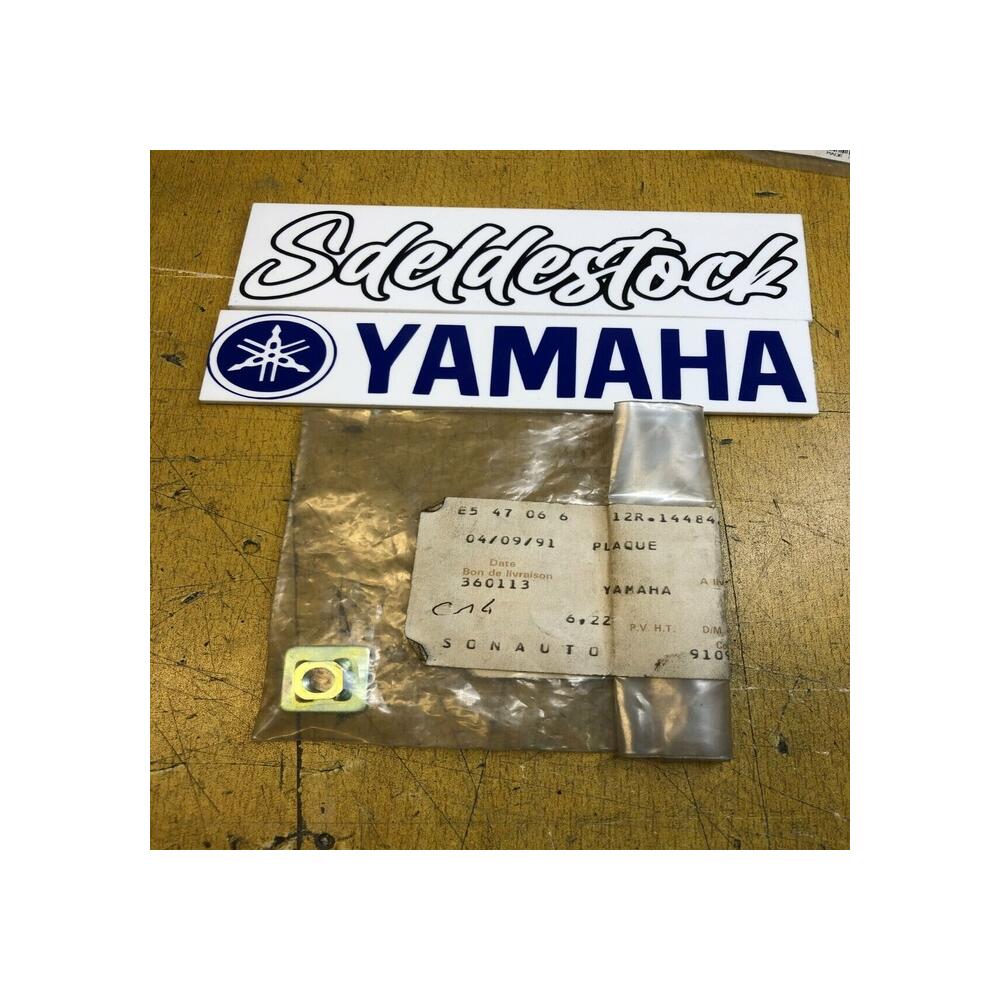 Sdeldestock
YAMAHA
E5 47 06 6 12R.14484
04/09/91 PLAQUE
Date
Bon de livraison
360113 YAMAHA
6,22
P.V. H.T. D/M
SONAUTO 910